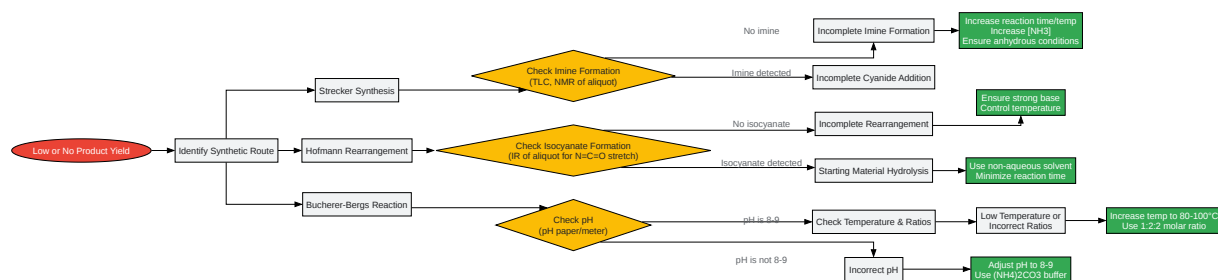 Increase reaction time/temp
Increase [NH3]
Ensure anhydrous conditions
No imine
Incomplete Imine Formation
Check Imine Formation
(TLC, NMR of aliquot)
Imine detected
Incomplete Cyanide Addition
Strecker Synthesis
Ensure strong base
Control temperature
No isocyanate
Incomplete Rearrangement
Low or No Product Yield
Identify Synthetic Route
Hofmann Rearrangement
Check Isocyanate Formation
(IR of aliquot for N=C=O stretch)
Isocyanate detected
Starting Material Hydrolysis
Use non-aqueous solvent
Minimize reaction time
Bucherer-Bergs Reaction
Check pH
(pH paper/meter)
pH is 8-9
Check Temperature & Ratios
Low Temperature or
Incorrect Ratios
Increase temp to 80-100°C
Use 1:2:2 molar ratio
pH is not 8-9
Incorrect pH
Adjust pH to 8-9
Use (NH4)2CO3 buffer